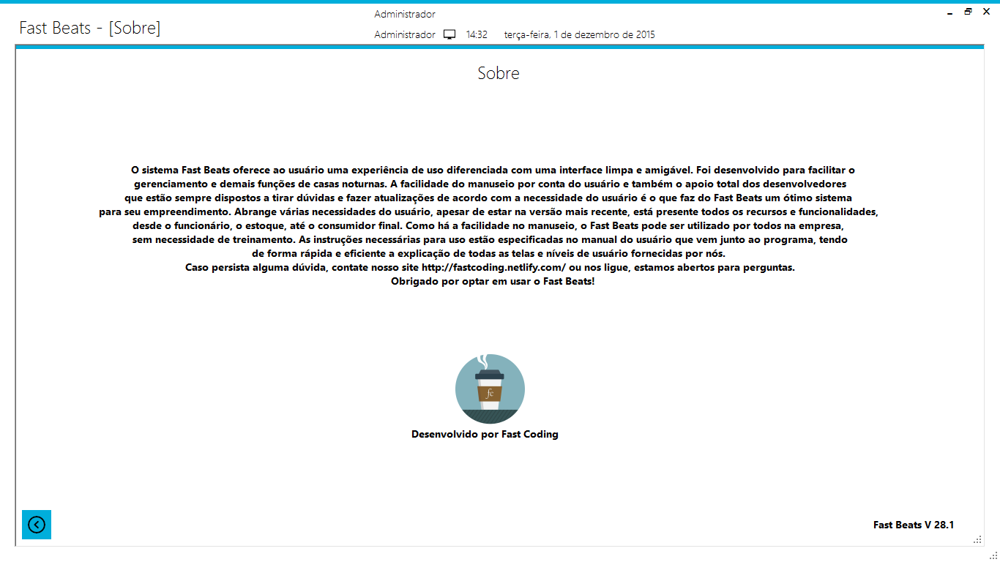 Administrador
Fast Beats - [Sobre]
Administrador 14:32 terça-feira, 1 de dezembro de 2015
Sobre
O sistema Fast Beats oferece ao usuário uma experiência de uso diferenciada com uma interface limpa e amigável. Foi desenvolvido para facilitar o
gerenciamento e demais funções de casas noturnas. A facilidade do manuseio por conta do usuário e também o apoio total dos desenvolvedores
que estão sempre dispostos a tirar dúvidas e fazer atualizações de acordo com a necessidade do usuário é o que faz do Fast Beats um ótimo sistema
para seu empreendimento. Abrange várias necessidades do usuário, apesar de estar na versão mais recente, está presente todos os recursos e funcionalidades,
desde o funcionário, o estoque, até o consumidor final. Como há a facilidade no manuseio, o Fast Beats pode ser utilizado por todos na empresa,
sem necessidade de treinamento. As instruções necessárias para uso estão especificadas no manual do usuário que vem junto ao programa, tendo
de forma rápida e eficiente a explicação de todas as telas e níveis de usuário fornecidas por nós.
Caso persista alguma dúvida, contate nosso site http://fastcoding.netlify.com/ ou nos ligue, estamos abertos para perguntas.
Obrigado por optar em usar o Fast Beats!
fc
Desenvolvido por Fast Coding
Fast Beats V 28.1